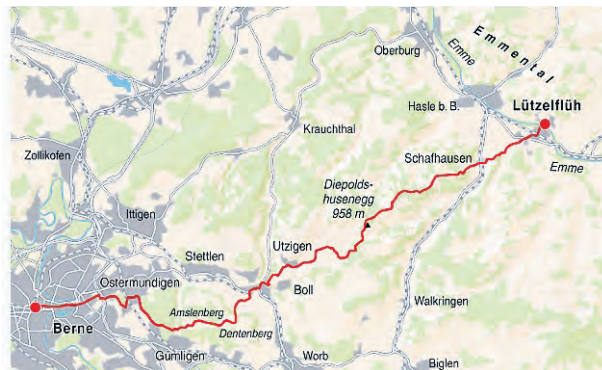 Oberburg
Emme
Emmental
Hasle b. B.
Lützelflüh
Krauchthal
Zollikofen
Schafhausen
Emme
Diepolds-
husenegg
958 m
Ittigen
Stettlen
Utzigen
Ostermundigen
Boll
Amslenberg
Walkringen
Berne
Dentenberg
Gümligen
Worb
Biglen